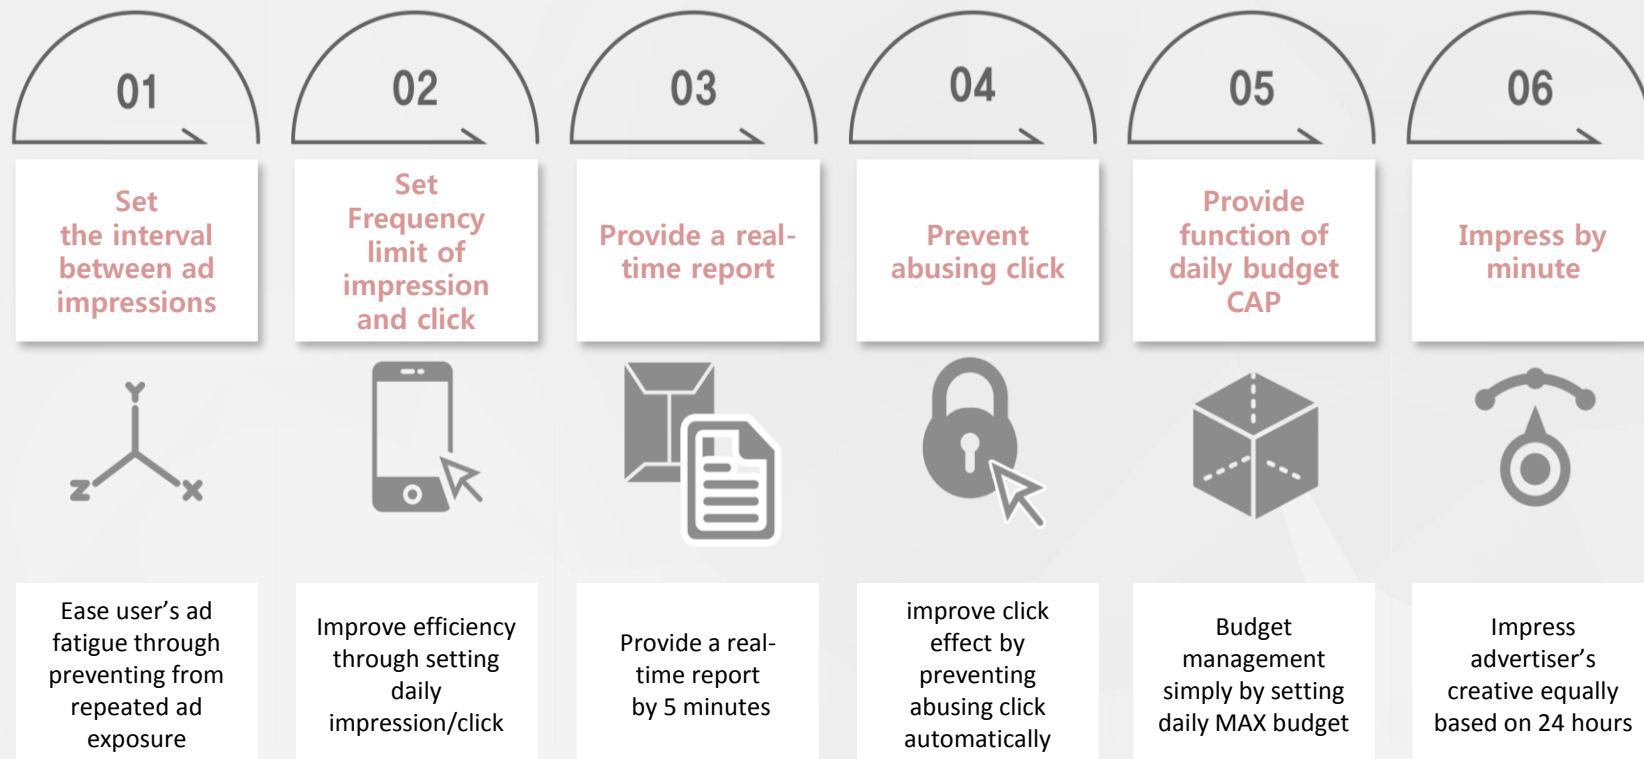 01
02
03
04
05
06
Set
the interval
between ad
impressions
Set
Frequency
limit of
impression
and click
Provide a real-
time report
Prevent
abusing click
Provide
function of
daily budget
CAP
Impress by
minute
Y
Z
X
Ease user’s ad
fatigue through
preventing from
repeated ad
exposure
Improve efficiency
through setting
daily
impression/click
Provide a real-
time report
by 5 minutes
improve click
effect by
preventing
abusing click
automatically
Budget
management
simply by setting
daily MAX budget
Impress
advertiser’s
creative equally
based on 24 hours